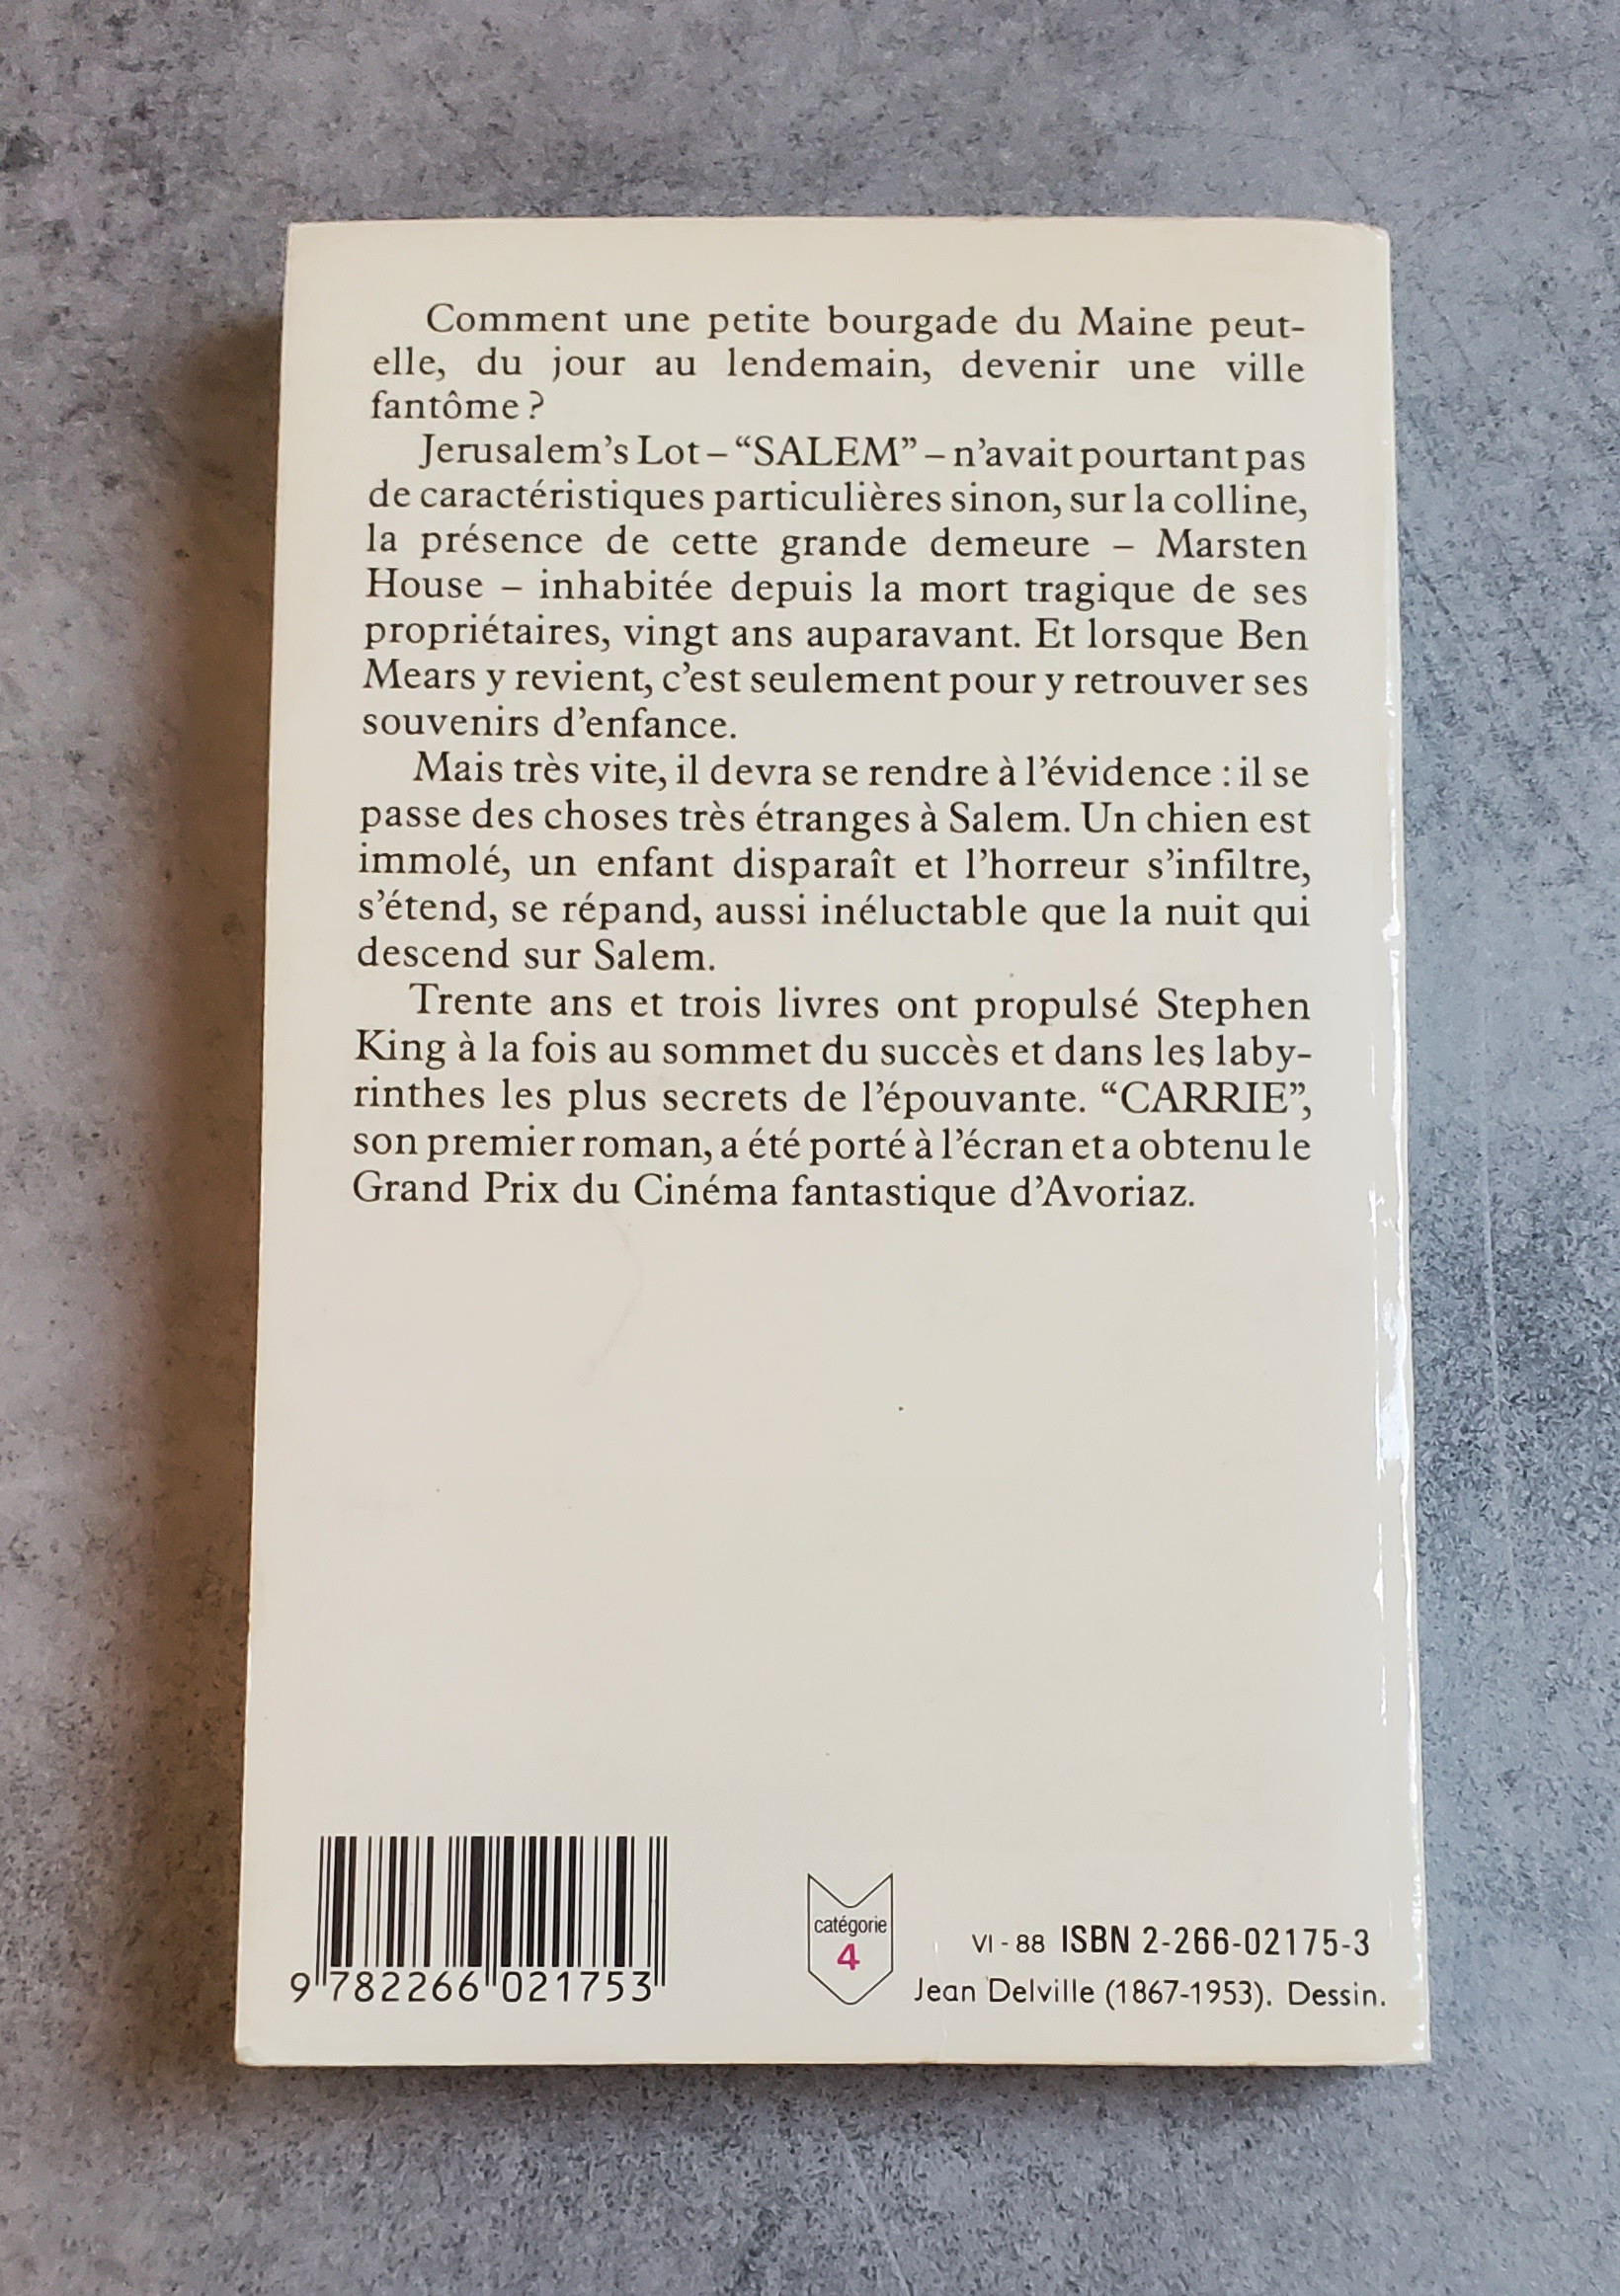 Comment une petite bourgade du Maine peut-
elle, du jour au lendemain, devenir une ville
fantôme ?
Jerusalem's Lot – “SALEM” – n'avait pourtant pas
de caractéristiques particulières sinon, sur la colline,
la présence de cette grande demeure – Marsten
House – inhabitée depuis la mort tragique de ses
propriétaires, vingt ans auparavant. Et lorsque Ben
Mears y revient, c'est seulement pour y retrouver ses
souvenirs d'enfance.
Mais très vite, il devra se rendre à l'évidence : il se
passe des choses très étranges à Salem. Un chien est
immolé, un enfant disparaît et l'horreur s'infiltre,
s'étend, se répand, aussi inéluctable que la nuit qui
descend sur Salem.
Trente ans et trois livres ont propulsé Stephen
King à la fois au sommet du succès et dans les laby-
rinthes les plus secrets de l'épouvante. “CARRIE”,
son premier roman, a été porté à l'écran et a obtenu le
Grand Prix du Cinéma fantastique d'Avoriaz.
9 782266 021753
catégorie
4
VI - 88 ISBN 2-266-02175-3
Jean Delville (1867-1953). Dessin.